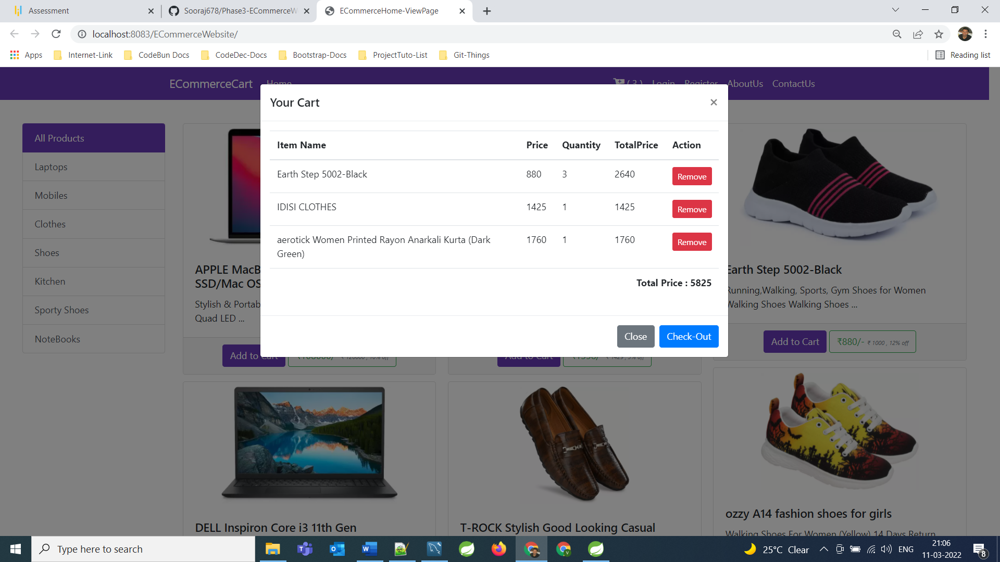 Assessment
Sooraj678/Phase3-ECommerceW
ECommerceHome-ViewPage
localhost:8083/ECommerceWebsite/
Apps
Internet-Link
CodeBun Docs
CodeDec-Docs
Bootstrap-Docs
ProjectTuto-List
Git-Things
Reading list
ECommerceCart
Home
( 3 )
Login
Register
AboutUs
ContactUs
Your Cart
×
Item Name Price Quantity TotalPrice Action
Earth Step 5002-Black 880 3 2640 Remove
IDISI CLOTHES 1425 1 1425 Remove
aerotick Women Printed Rayon Anarkali Kurta (Dark 1760 1 1760 Remove
Green)
Total Price : 5825
Close
Check-Out
All Products
Laptops
Mobiles
Clothes
Shoes
Kitchen
Sporty Shoes
NoteBooks
APPLE MacB
SSD/Mac OS
Stylish & Portab
Quad LED ...
Add to Cart
Add to Cart
Earth Step 5002-Black
Running,Walking, Sports, Gym Shoes for Women
Walking Shoes Walking Shoes ...
Add to Cart
₹880/- ₹ 1000 , 12% off
DELL Inspiron Core i3 11th Gen
T-ROCK Stylish Good Looking Casual
ozzy A14 fashion shoes for girls
Walking Shoes For Women (Yellow) 14 Days Return
Type here to search
25°C Clear
ENG
21:06
11-03-2022
8